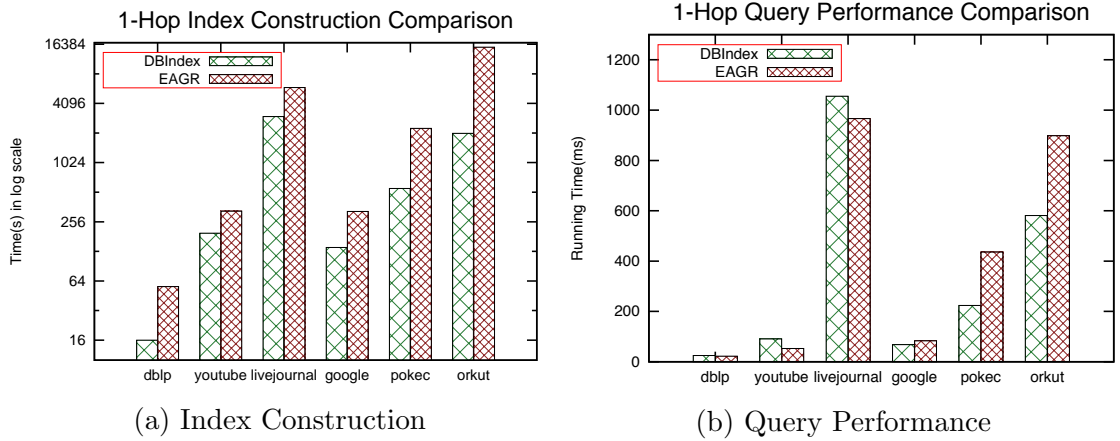 1-Hop Index Construction Comparison
16384
4096
1024
256
64
16
Time(s) in log scale
DBIndex
EAGR
dblp youtube livejournal google pokec orkut
(a) Index Construction
1-Hop Query Performance Comparison
1200
1000
800
600
400
200
0
Running Time(ms)
DBIndex
EAGR
dblp youtube livejournal google pokec orkut
(b) Query Performance